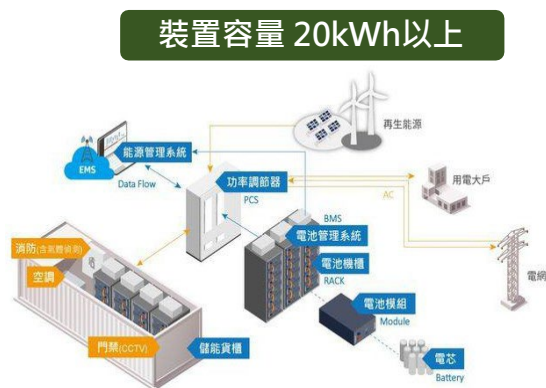 裝置容量 20kWh以上
再生能源
能源管理系統
EMS
Data Flow
功率調節器
PCS
用電大戶
AC
BMS
電池管理系統
消防(含氣體偵測)
空調
電池機櫃
RACK
電網
電池模組
Module
門禁(CCTV)
儲能貨櫃
電芯
Battery